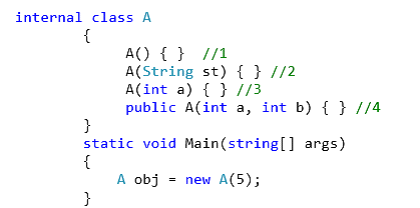 internal class A
{
A() { } //1
A(String st) { } //2
A(int a) { } //3
public A(int a, int b) { } //4
}
static void Main(string[] args)
{
A obj = new A(5);
}